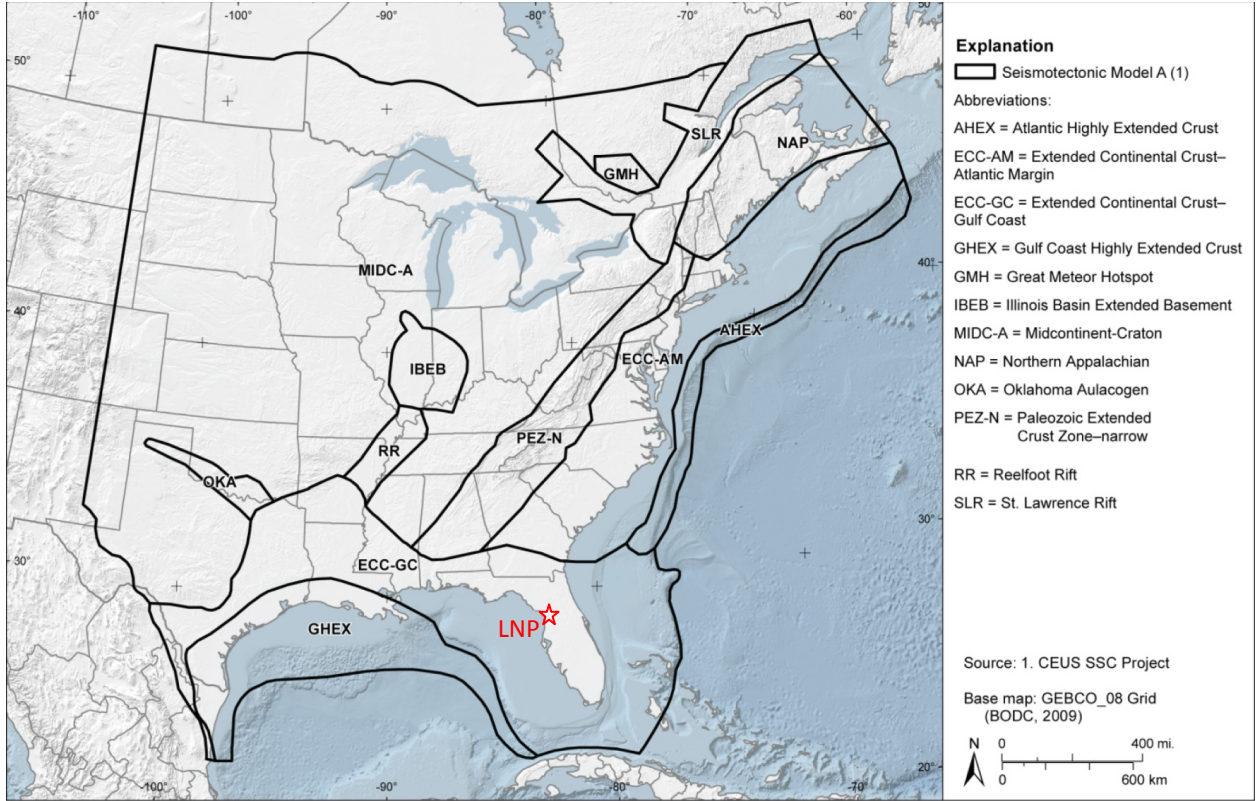 -100° -90° -80° -70° -60° 50
50°
40°
40°
30°
30°
20°
-100° -90° -80° -70°
SLR
NAP
GMH
MIDC-A
AHEX
ECC-AM
IBEB
PEZ-N
RR
OKA
ECC-GC
GHEX
LNP
Explanation
Seismotectonic Model A (1)
Abbreviations:
AHEX = Atlantic Highly Extended Crust
ECC-AM = Extended Continental Crust–
Atlantic Margin
ECC-GC = Extended Continental Crust–
Gulf Coast
GHEX = Gulf Coast Highly Extended Crust
GMH = Great Meteor Hotspot
IBEB = Illinois Basin Extended Basement
MIDC-A = Midcontinent-Craton
NAP = Northern Appalachian
OKA = Oklahoma Aulacogen
PEZ-N = Paleozoic Extended
Crust Zone–narrow
RR = Reelfoot Rift
SLR = St. Lawrence Rift
Source: 1. CEUS SSC Project
Base map: GEBCO_08 Grid
(BODC, 2009)
N
0 400 mi.
0 600 km